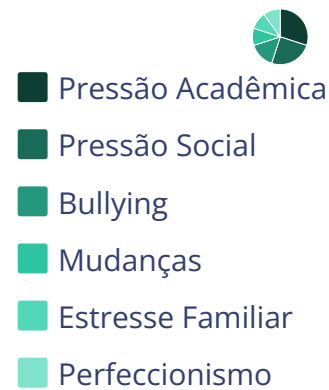 Pressão Acadêmica
Pressão Social
Bullying
Mudanças
Estresse Familiar
Perfeccionismo